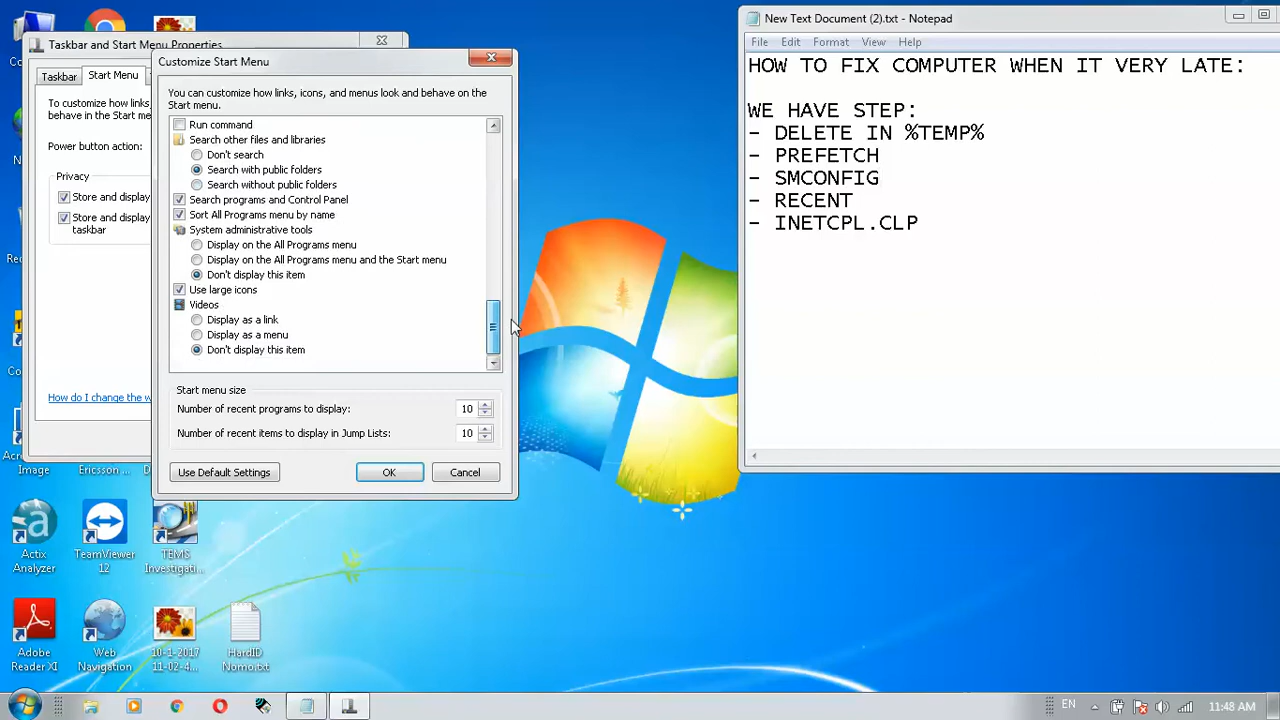 Taskbar and Start Menu Properties
Taskbar
Start Menu
To customize how links,
behave in the Start me
Power button action:
Privacy
Store and display
Store and display
taskbar
How do I change the w
Customize Start Menu
You can customize how links, icons, and menus look and behave on the
Start menu.
Run command
Search other files and libraries
Don't search
Search with public folders
Search without public folders
Search programs and Control Panel
Sort All Programs menu by name
System administrative tools
Display on the All Programs menu
Display on the All Programs menu and the Start menu
Don't display this item
Use large icons
Videos
Display as a link
Display as a menu
Don't display this item
Start menu size
Number of recent programs to display: 10
Number of recent items to display in Jump Lists: 10
Use Default Settings
OK
Cancel
New Text Document (2).txt - Notepad
File Edit Format View Help
HOW TO FIX COMPUTER WHEN IT VERY LATE:
WE HAVE STEP:
- DELETE IN %TEMP%
- PREFETCH
- SMCONFIG
- RECENT
- INETCPL.CLP
Image
Ericsson ...
Actix
Analyzer
TeamViewer
12
TEMS
Investigati...
Adobe
Reader XI
Web
Navigation
10-1-2017
11-02-4...
HardID
Nomo.txt
EN
11:48 AM